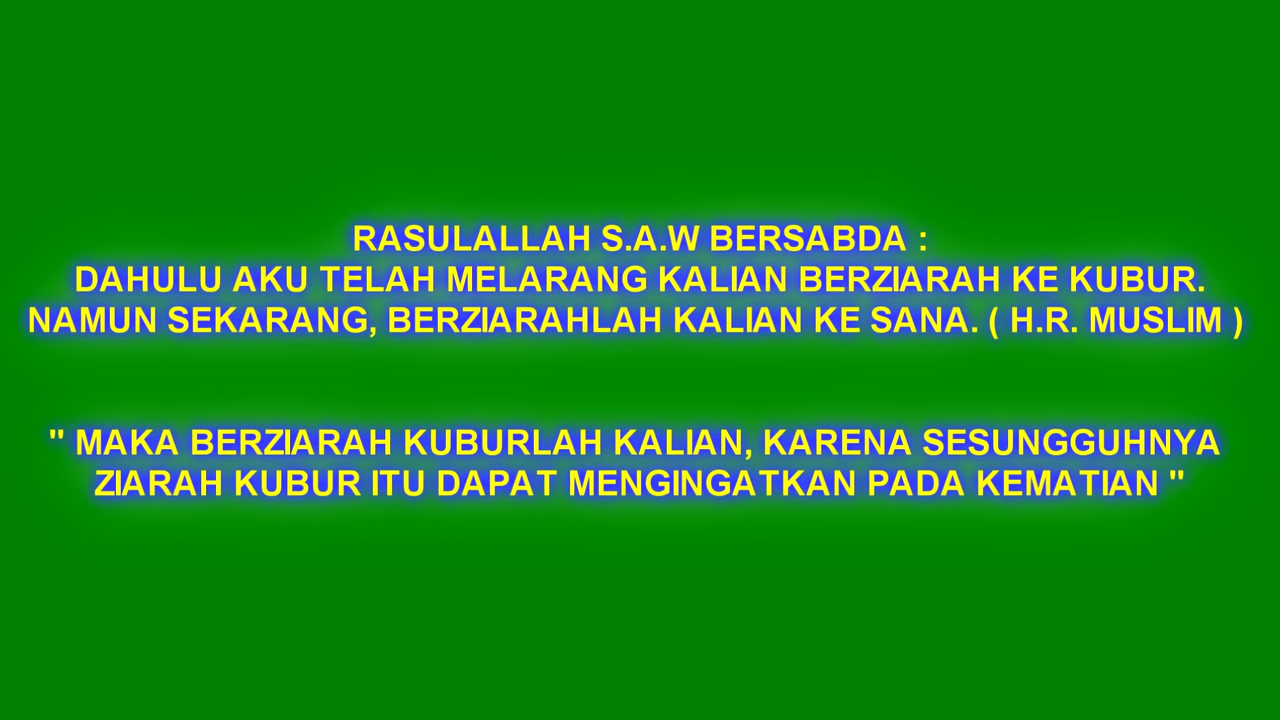 RASULALLAH S.A.W BERSABDA :
DAHULU AKU TELAH MELARANG KALIAN BERZIARAH KE KUBUR.
NAMUN SEKARANG, BERZIARAHLAH KALIAN KE SANA. ( H.R. MUSLIM )
" MAKA BERZIARAH KUBURLAH KALIAN, KARENA SESUNGGUHNYA
ZIARAH KUBUR ITU DAPAT MENGINGATKAN PADA KEMATIAN "